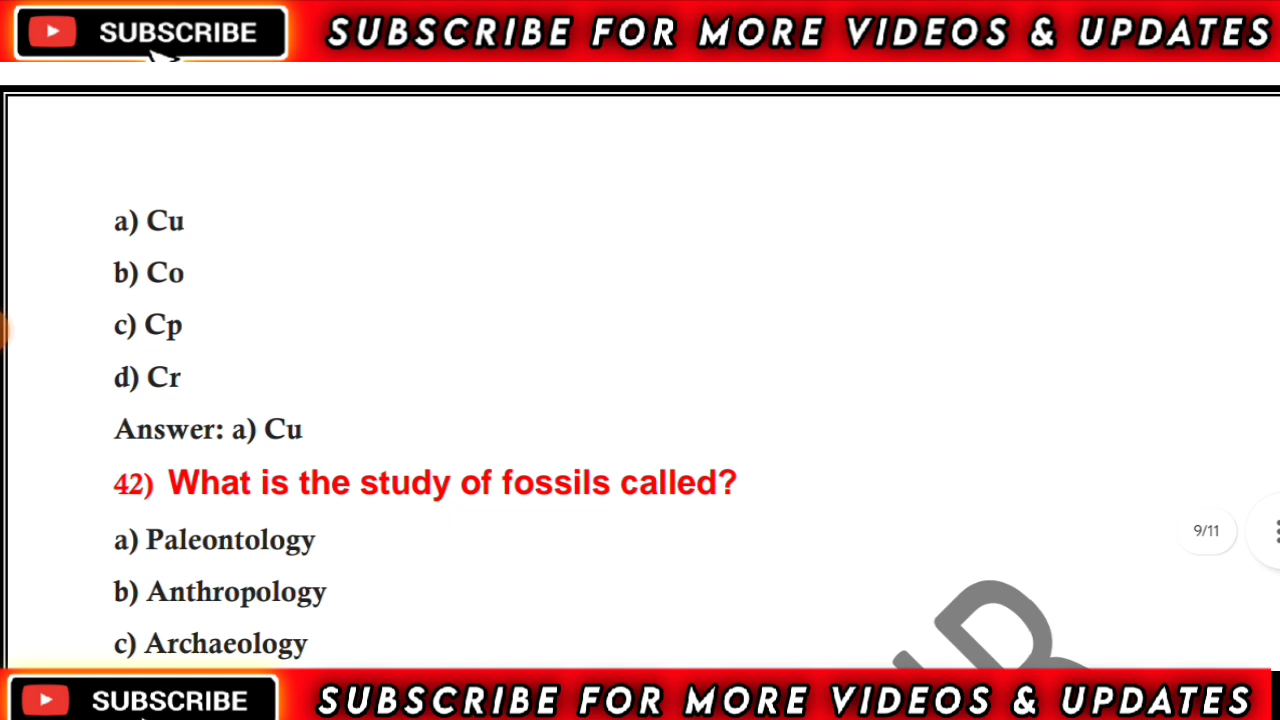 SUBSCRIBE SUBSCRIBE FOR MORE VIDEOS & UPDATES
a) Cu
b) Co
c) Cp
d) Cr
Answer: a) Cu
42) What is the study of fossils called?
9/11
a) Paleontology
b) Anthropology
c) Archaeology
SUBSCRIBE SUBSCRIBE FOR MORE VIDEOS & UPDATES